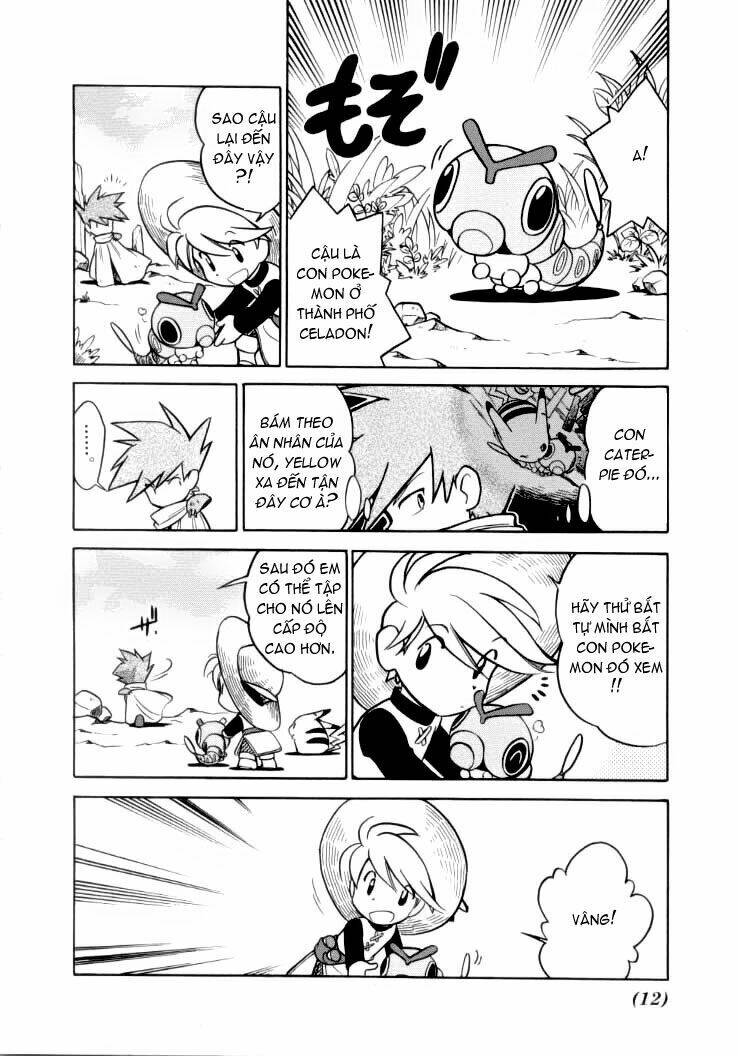 A!
もぞ
CẬU LÀ
CON POKE-
MON Ở
THÀNH PHỐ
CELADON!
SAO CẬU
LẠI ĐẾN
ĐÂY VẬY
?!
CON
CATER-
PIE ĐÓ...
BÁM THEO
ÂN NHÂN CỦA
NÓ, YELLOW
XA ĐẾN TẬN
ĐÂY CƠ À?
......
HÃY THỬ BẮT
TỰ MÌNH BẮT
CON POKE-
MON ĐÓ XEM
!!
SAU ĐÓ EM
CÓ THỂ TẬP
CHO NÓ LÊN
CẤP ĐỘ
CAO HƠN.
ザ!
VÂNG!
(12)